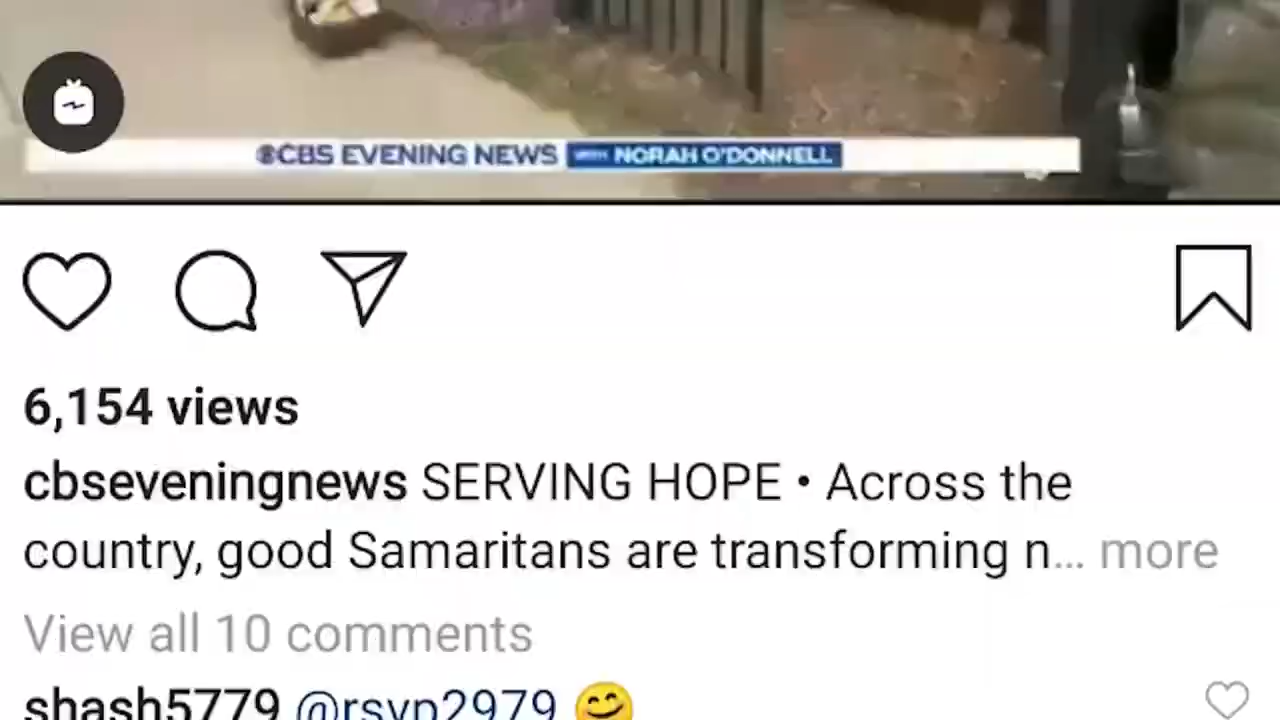 CBS EVENING NEWS WITH NORAH O'DONNELL
6,154 views
cbseveningnews SERVING HOPE • Across the
country, good Samaritans are transforming n... more
View all 10 comments
shash5779 @rsvp2979 😊